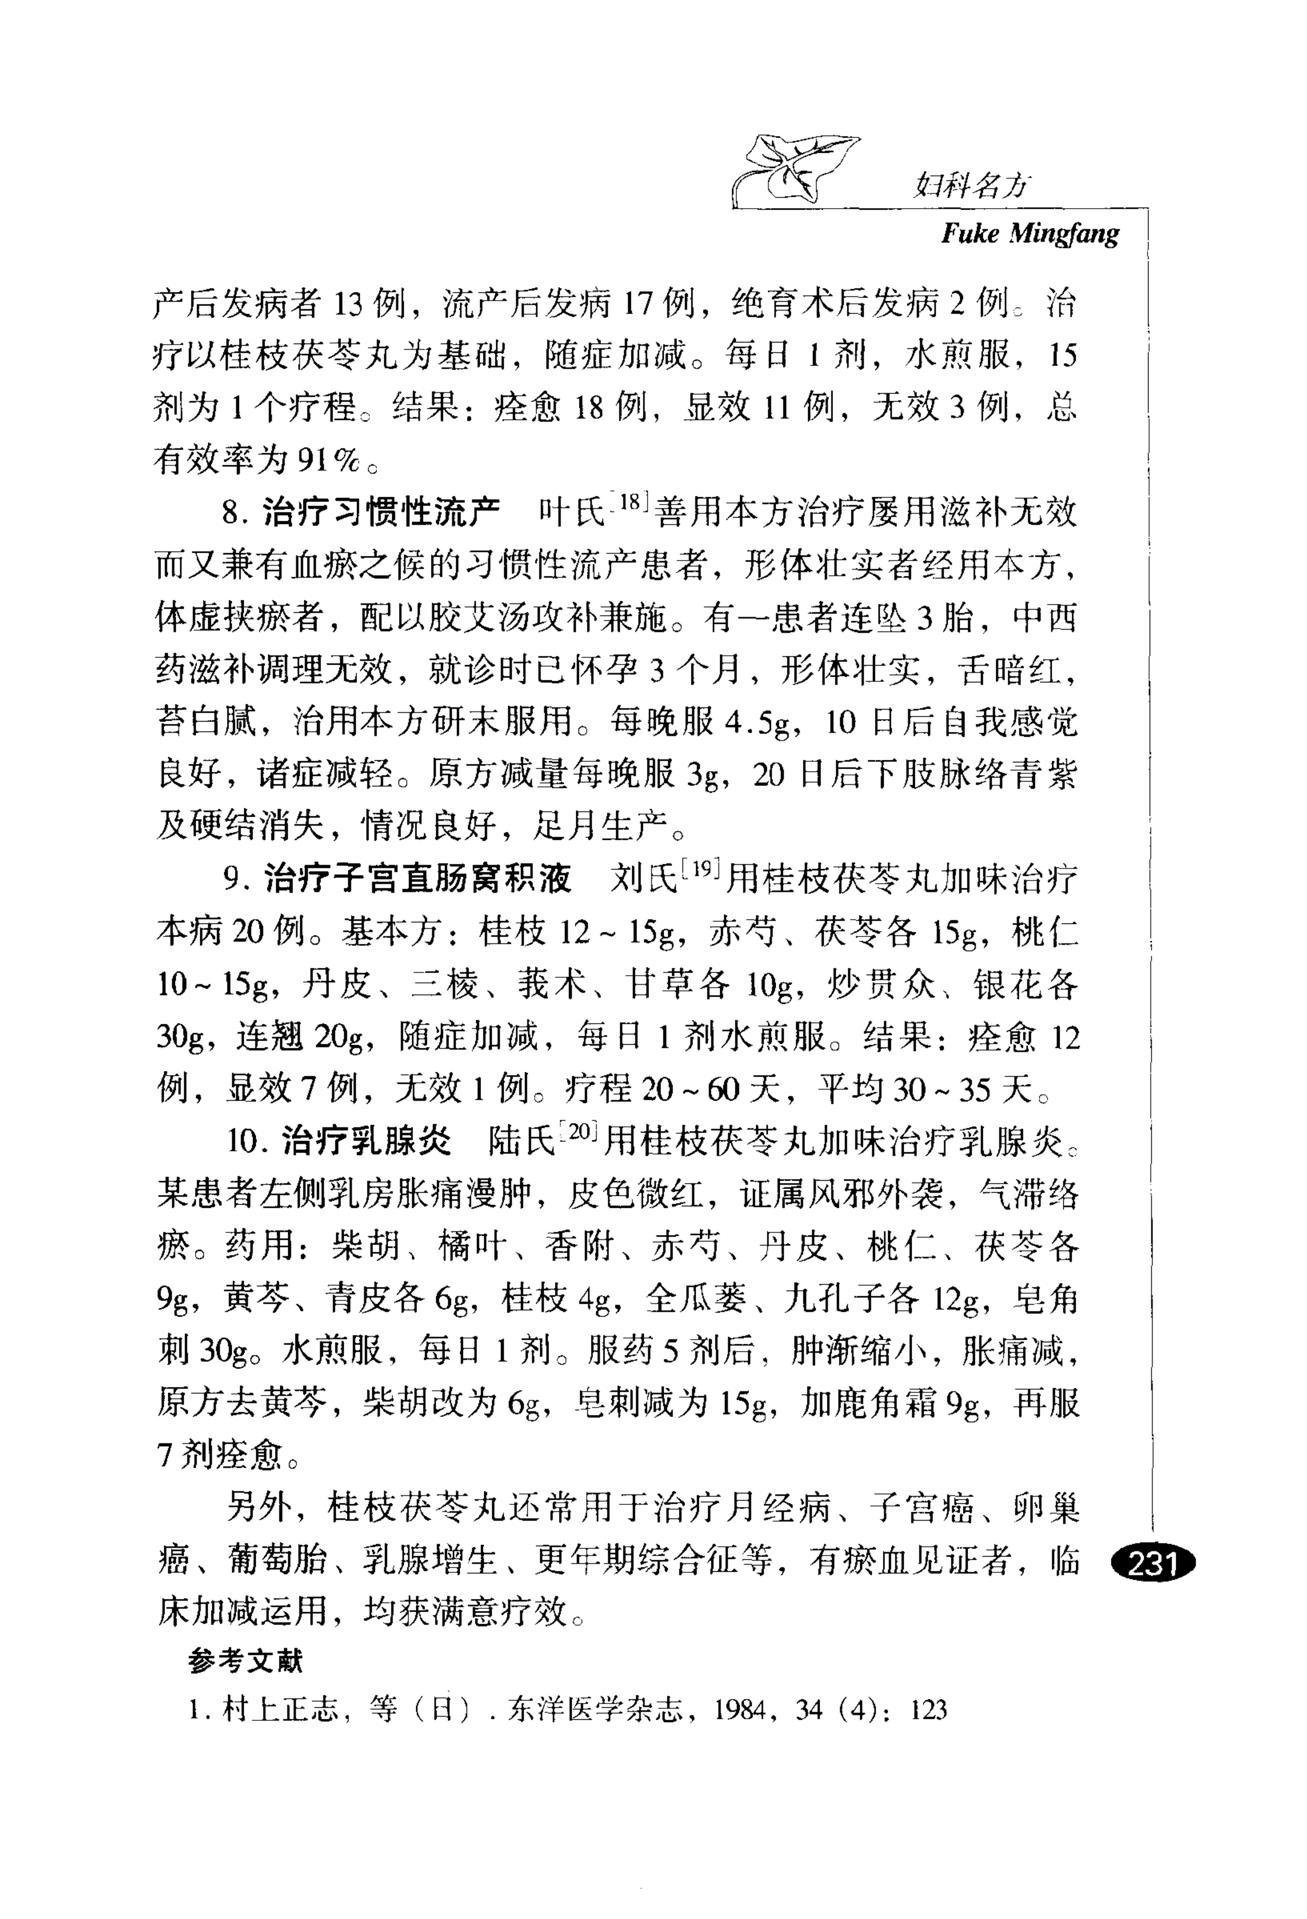 妇科名方
Fuke Mingfang
产后发病者 13 例，流产后发病 17 例，绝育术后发病 2 例。治
疗以桂枝茯苓丸为基础，随症加减。每日 1 剂，水煎服，15
剂为 1 个疗程。结果：痊愈 18 例，显效 11 例，无效 3 例，总
有效率为 91%。
8. 治疗习惯性流产　叶氏[18]善用本方治疗屡用滋补无效
而又兼有血瘀之候的习惯性流产患者，形体壮实者经用本方，
体虚挟瘀者，配以胶艾汤攻补兼施。有一患者连坠 3 胎，中西
药滋补调理无效，就诊时已怀孕 3 个月，形体壮实，舌暗红，
苔白腻，治用本方研末服用。每晚服 4.5g，10 日后自我感觉
良好，诸症减轻。原方减量每晚服 3g，20 日后下肢脉络青紫
及硬结消失，情况良好，足月生产。
9. 治疗子宫直肠窝积液　刘氏[19]用桂枝茯苓丸加味治疗
本病 20 例。基本方：桂枝 12～15g，赤芍、茯苓各 15g，桃仁
10～15g，丹皮、三棱、莪术、甘草各 10g，炒贯众、银花各
30g，连翘 20g，随症加减，每日 1 剂水煎服。结果：痊愈 12
例，显效 7 例，无效 1 例。疗程 20～60 天，平均 30～35 天。
10. 治疗乳腺炎　陆氏[20]用桂枝茯苓丸加味治疗乳腺炎。
某患者左侧乳房胀痛漫肿，皮色微红，证属风邪外袭，气滞络
瘀。药用：柴胡、橘叶、香附、赤芍、丹皮、桃仁、茯苓各
9g，黄芩、青皮各 6g，桂枝 4g，全瓜蒌、九孔子各 12g，皂角
刺 30g。水煎服，每日 1 剂。服药 5 剂后，肿渐缩小，胀痛减，
原方去黄芩，柴胡改为 6g，皂刺减为 15g，加鹿角霜 9g，再服
7 剂痊愈。
另外，桂枝茯苓丸还常用于治疗月经病、子宫癌、卵巢
癌、葡萄胎、乳腺增生、更年期综合征等，有瘀血见证者，临
床加减运用，均获满意疗效。
231
参考文献
1. 村上正志，等（日）. 东洋医学杂志，1984，34（4）：123